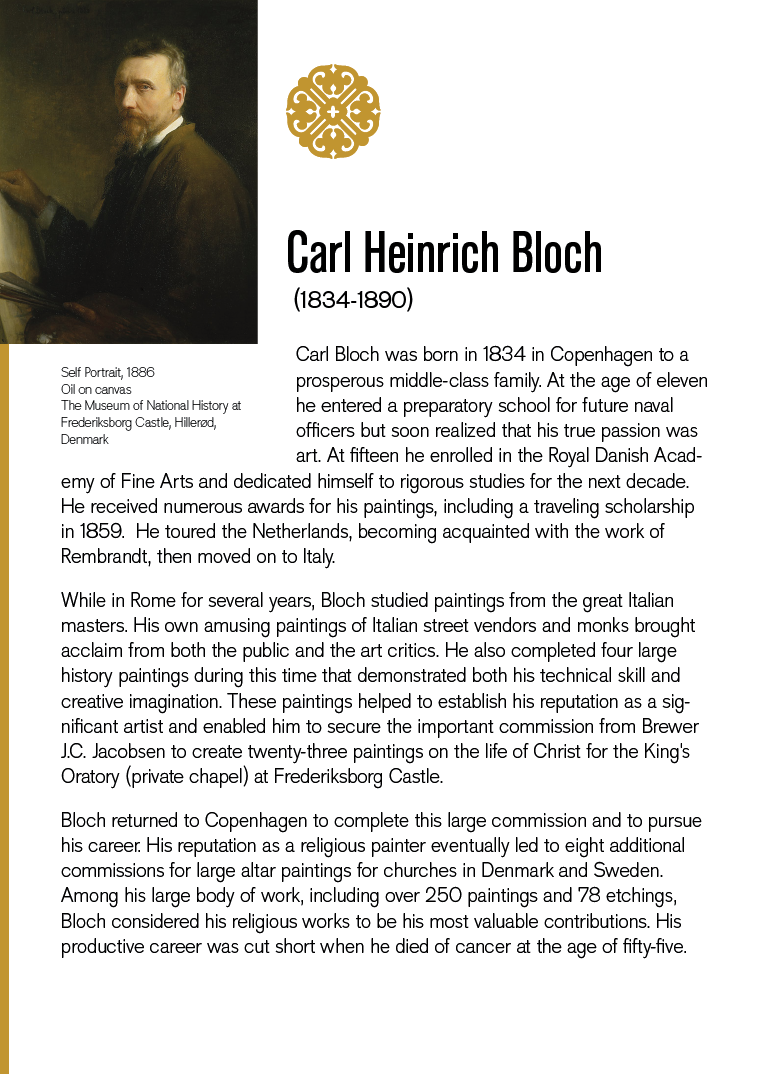 Carl Heinrich Bloch
(1834-1890)
Self Portrait, 1886
Oil on canvas
The Museum of National History at
Frederiksborg Castle, Hillerød,
Denmark
Carl Bloch was born in 1834 in Copenhagen to a
prosperous middle-class family. At the age of eleven
he entered a preparatory school for future naval
officers but soon realized that his true passion was
art. At fifteen he enrolled in the Royal Danish Acad-
emy of Fine Arts and dedicated himself to rigorous studies for the next decade.
He received numerous awards for his paintings, including a traveling scholarship
in 1859.  He toured the Netherlands, becoming acquainted with the work of
Rembrandt, then moved on to Italy.
While in Rome for several years, Bloch studied paintings from the great Italian
masters. His own amusing paintings of Italian street vendors and monks brought
acclaim from both the public and the art critics. He also completed four large
history paintings during this time that demonstrated both his technical skill and
creative imagination. These paintings helped to establish his reputation as a sig-
nificant artist and enabled him to secure the important commission from Brewer
J.C. Jacobsen to create twenty-three paintings on the life of Christ for the King's
Oratory (private chapel) at Frederiksborg Castle.
Bloch returned to Copenhagen to complete this large commission and to pursue
his career. His reputation as a religious painter eventually led to eight additional
commissions for large altar paintings for churches in Denmark and Sweden.
Among his large body of work, including over 250 paintings and 78 etchings,
Bloch considered his religious works to be his most valuable contributions. His
productive career was cut short when he died of cancer at the age of fifty-five.